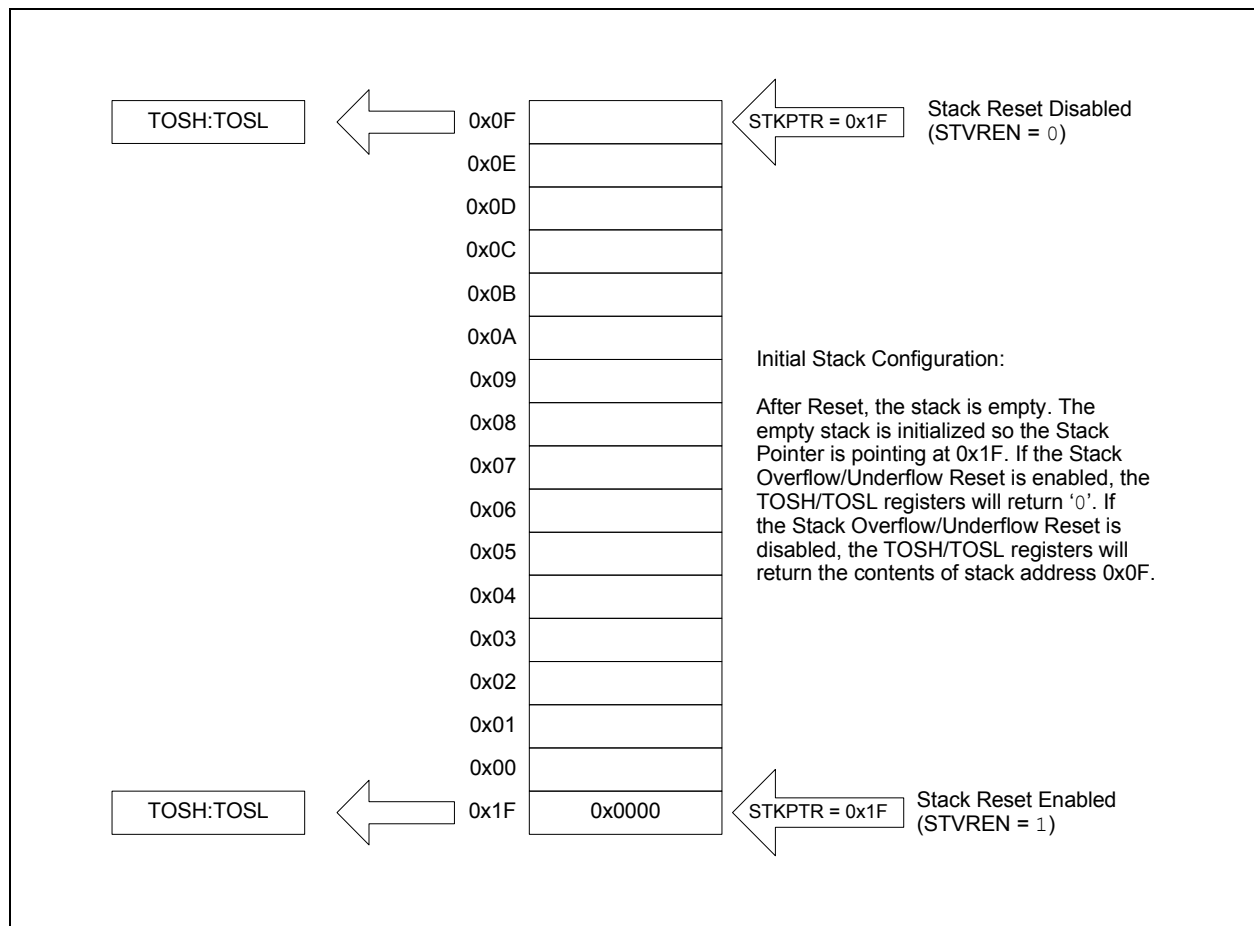 TOSH:TOSL
0x0F
STKPTR = 0x1F
Stack Reset Disabled
(STVREN = 0)
0x0E
0x0D
0x0C
0x0B
0x0A
0x09
0x08
0x07
0x06
0x05
0x04
0x03
0x02
0x01
0x00
Initial Stack Configuration:
After Reset, the stack is empty. The
empty stack is initialized so the Stack
Pointer is pointing at 0x1F. If the Stack
Overflow/Underflow Reset is enabled, the
TOSH/TOSL registers will return ‘0’. If
the Stack Overflow/Underflow Reset is
disabled, the TOSH/TOSL registers will
return the contents of stack address 0x0F.
TOSH:TOSL
0x1F
0x0000
STKPTR = 0x1F
Stack Reset Enabled
(STVREN = 1)